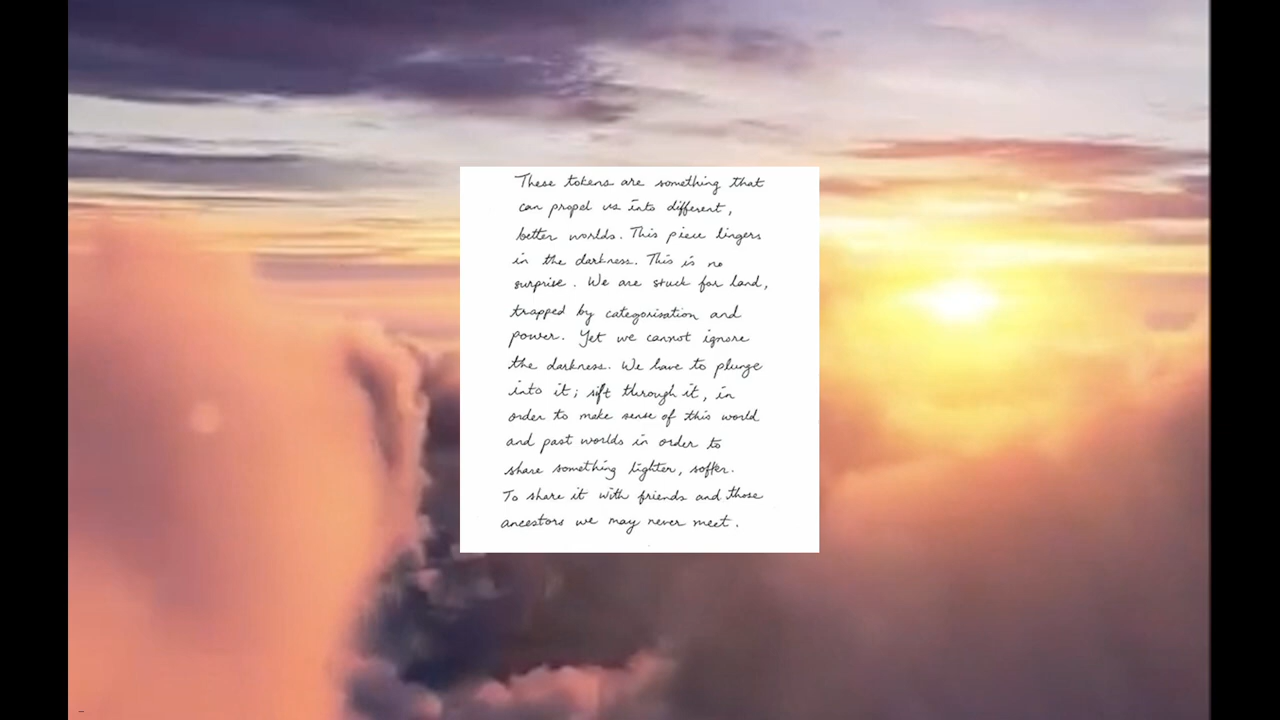 These tokens are something that
can propel us into different,
better worlds. This piece lingers
in the darkness. This is no
surprise. We are stuck for land,
trapped by categorisation and
power. Yet we cannot ignore
the darkness. We have to plunge
into it; sift through it, in
order to make sense of this world
and past worlds in order to
share something lighter, softer.
To share it with friends and those
ancestors we may never meet.